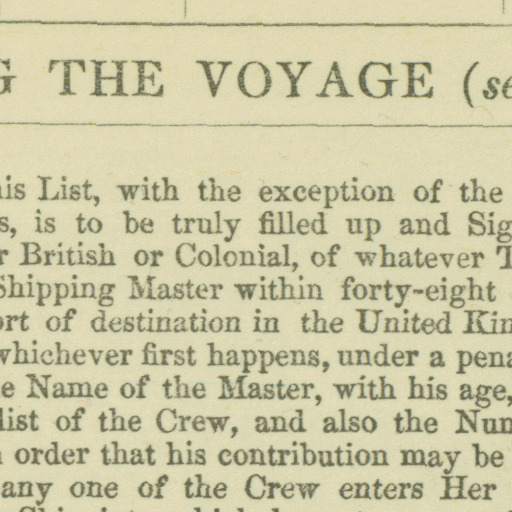 G THE VOYAGE (se
his List, with the exception of the
s, is to be truly filled up and Sig
r British or Colonial, of whatever T
Shipping Master within forty-eight
ort of destination in the United Kin
whichever first happens, under a pena
e Name of the Master, with his age,
list of the Crew, and also the Num
n order that his contribution may be
any one of the Crew enters Her